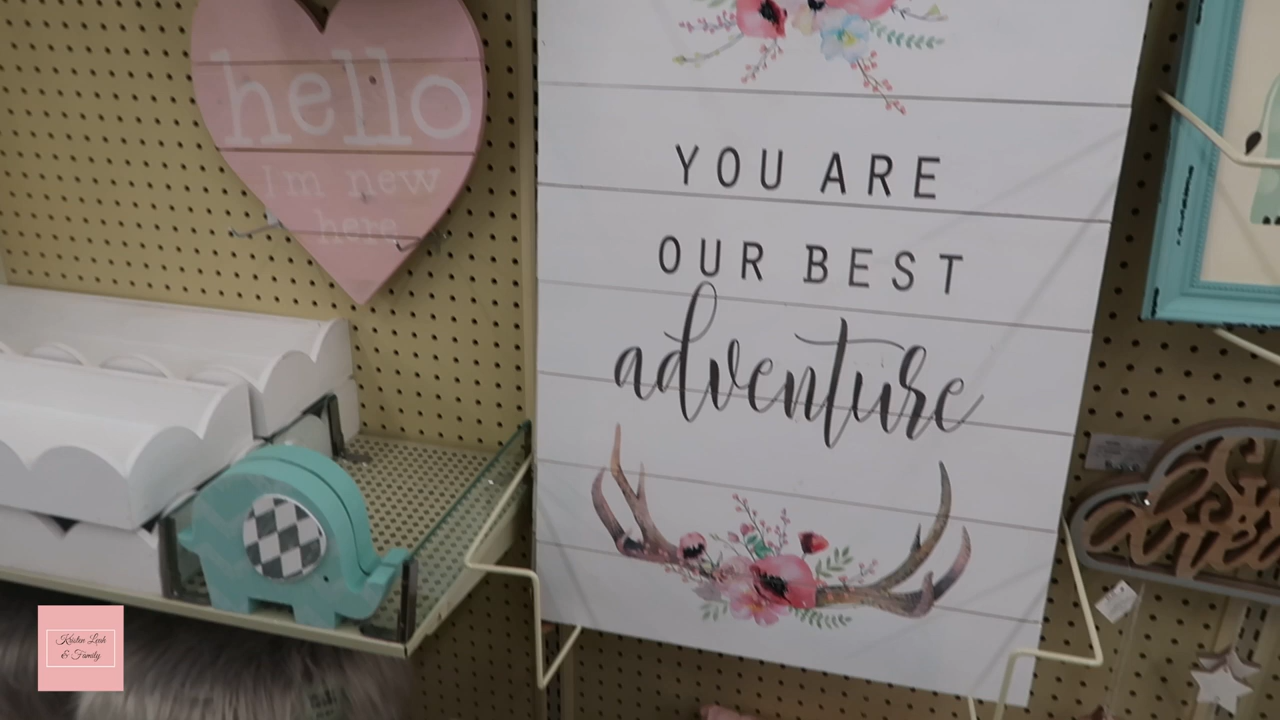 hello
I'm new
here
YOU ARE
OUR BEST
adventure
Kristen Leah
& Family